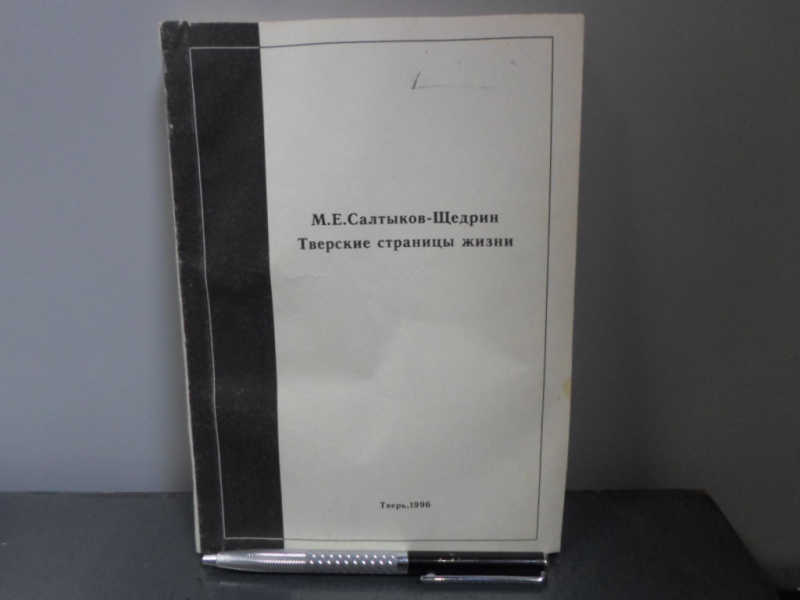 М.Е.Салтыков-Щедрин
Тверские страницы жизни
Тверь,1996